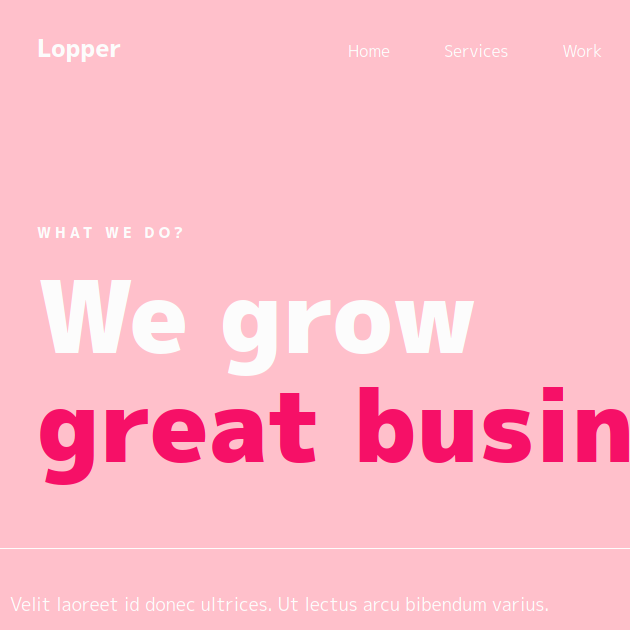 Lopper
Home Services Work
WHAT WE DO?
We grow
great busin
Velit laoreet id donec ultrices. Ut lectus arcu bibendum varius.